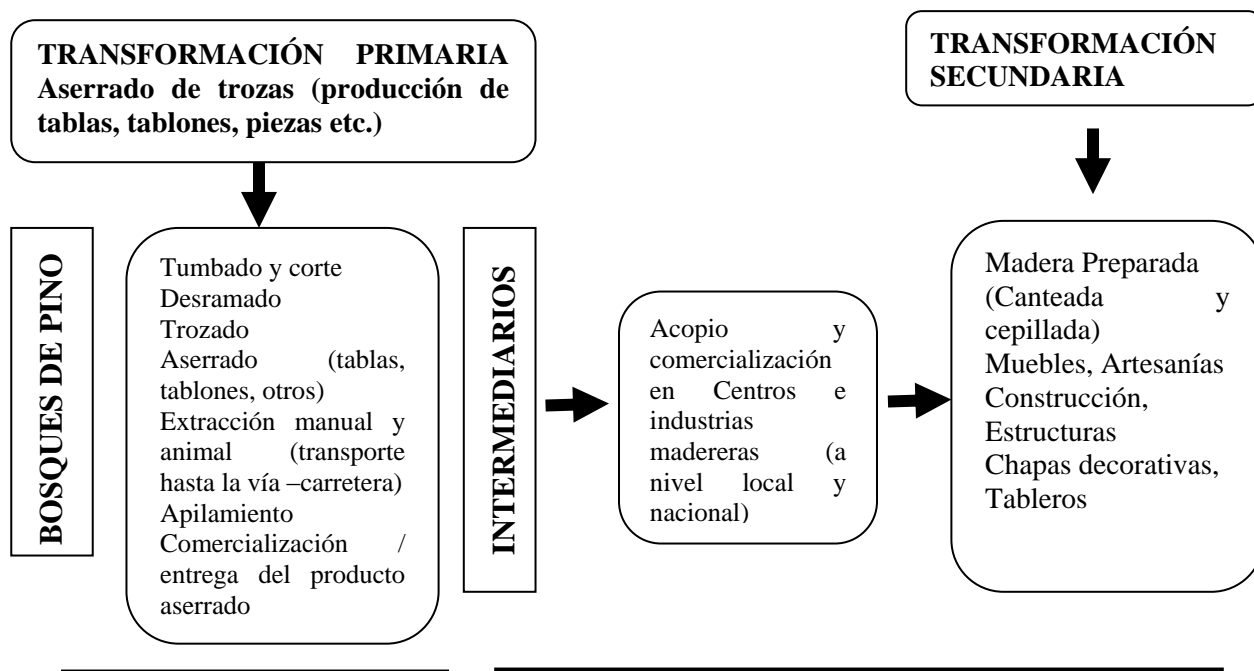 TRANSFORMACIÓN PRIMARIA
Aserrado de trozas (producción de
tablas, tablones, piezas etc.)
TRANSFORMACIÓN
SECUNDARIA
BOSQUES DE PINO
Tumbado y corte
Desramado
Trozado
Aserrado (tablas,
tablones, otros)
Extracción manual y
animal (transporte
hasta la vía –carretera)
Apilamiento
Comercialización /
entrega del producto
aserrado
INTERMEDIARIOS
Acopio y
comercialización
en Centros e
industrias
madereras (a
nivel local y
nacional)
Madera Preparada
(Canteada y
cepillada)
Muebles, Artesanías
Construcción,
Estructuras
Chapas decorativas,
Tableros